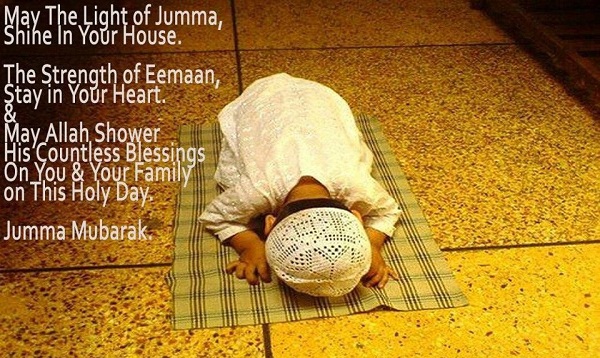 May The Light of Jumma,
Shine In Your House.
The Strength of Eemaan,
Stay in Your Heart.
&
May Allah Shower
His Countless Blessings
On You & Your Family
on This Holy Day.
Jumma Mubarak.